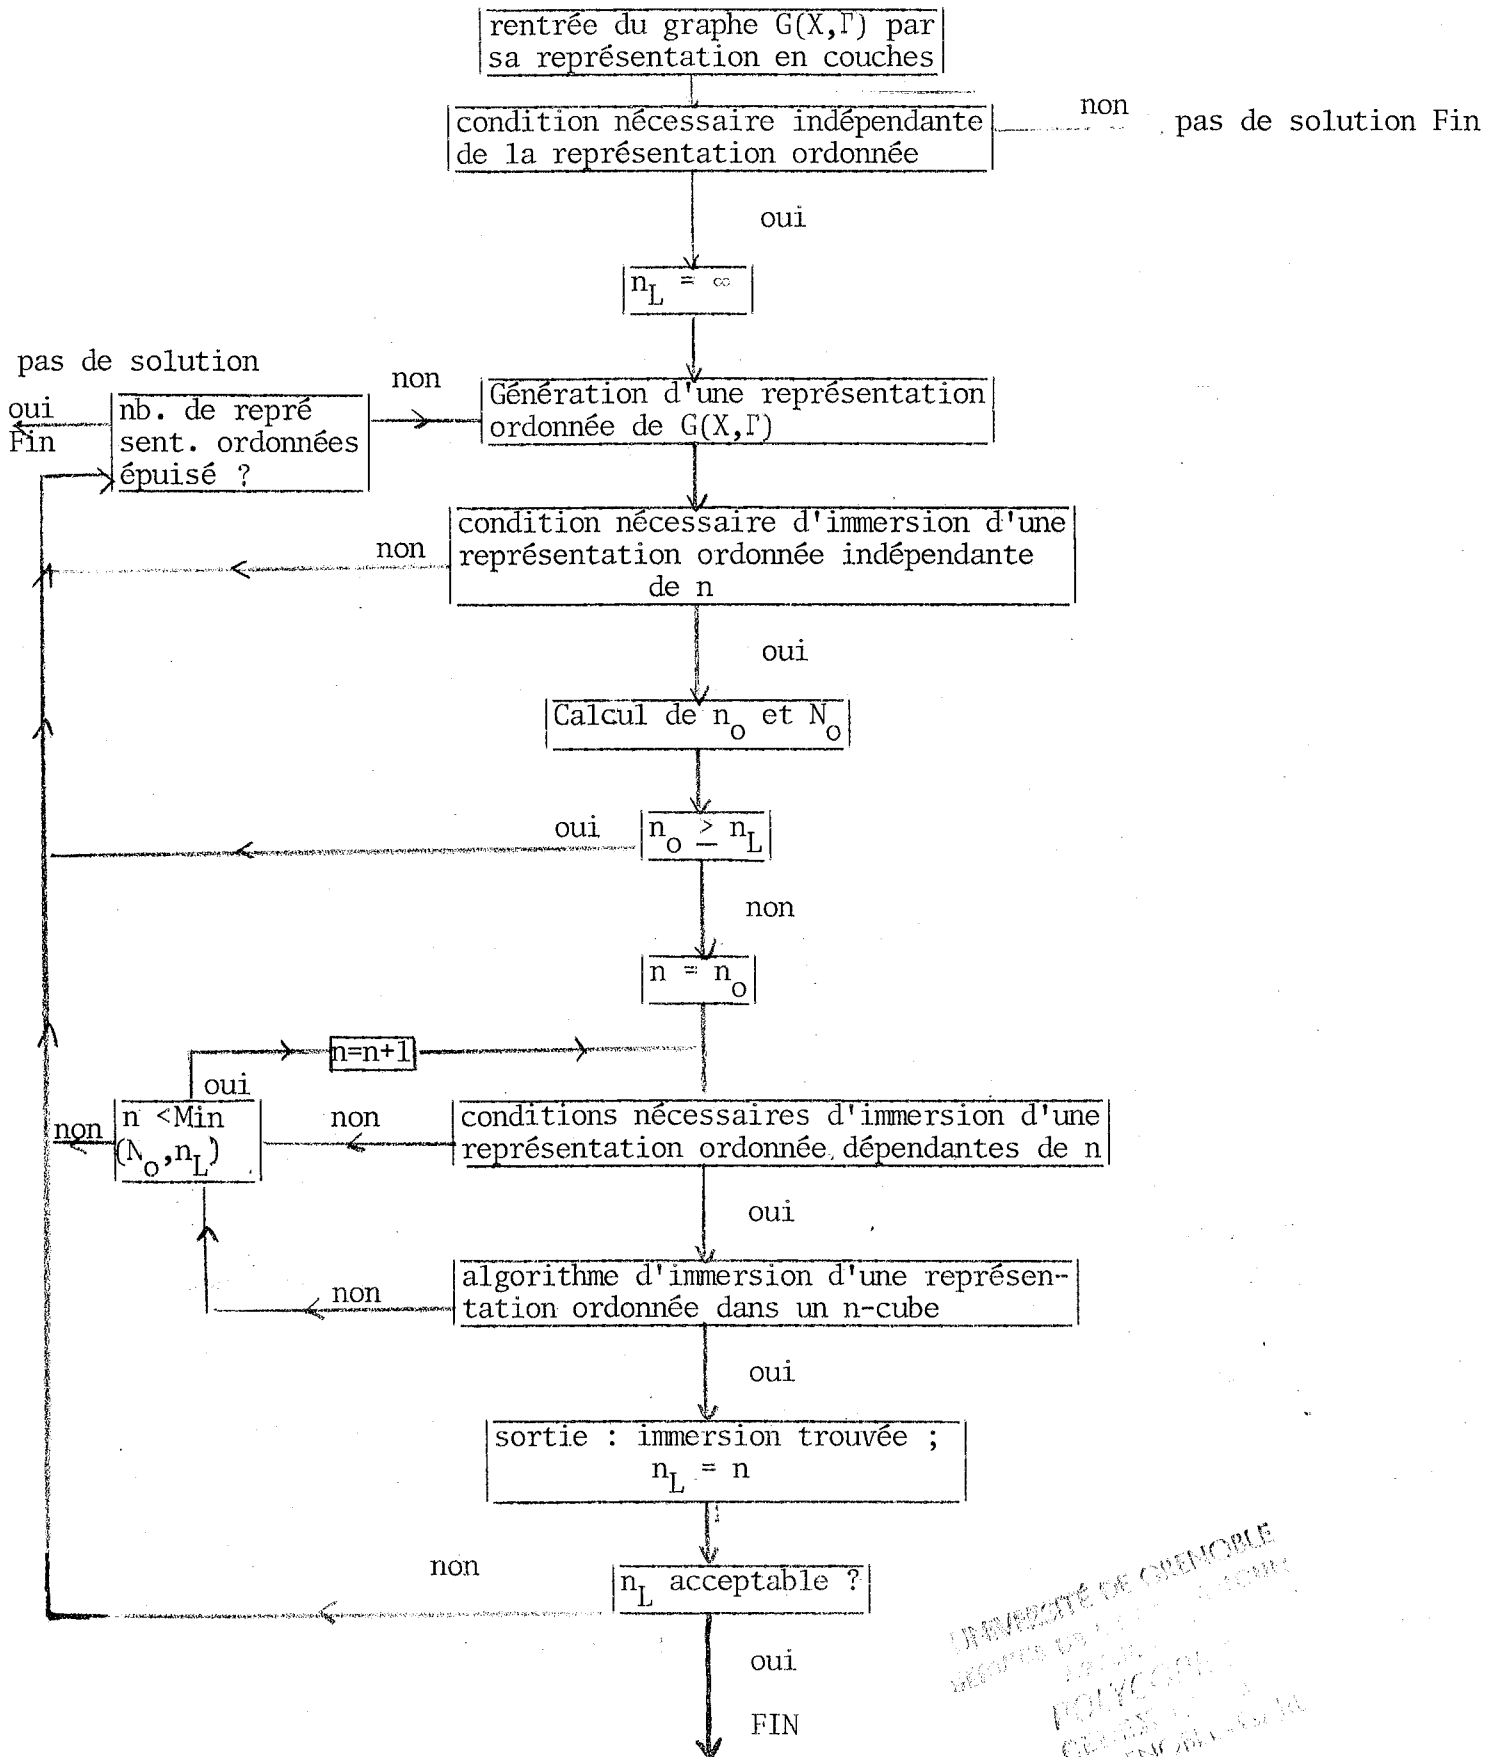 rentrée du graphe G(X,Γ) par
sa représentation en couches
condition nécessaire indépendante
de la représentation ordonnée
non
pas de solution Fin
oui
n_L = ∞
pas de solution
oui
Fin
nb. de repré
sent. ordonnées
épuisé ?
non
Génération d'une représentation
ordonnée de G(X,Γ)
condition nécessaire d'immersion d'une
représentation ordonnée indépendante
de n
non
oui
Calcul de n_o et N_o
n_o ≥ n_L
oui
non
n = n_o
n=n+1
oui
n <Min
(N_o,n_L)
non
non
conditions nécessaires d'immersion d'une
représentation ordonnée dépendantes de n
oui
algorithme d'immersion d'une représen-
tation ordonnée dans un n-cube
non
oui
sortie : immersion trouvée ;
n_L = n
n_L acceptable ?
non
oui
FIN
UNIVERSITÉ DE GRENOBLE